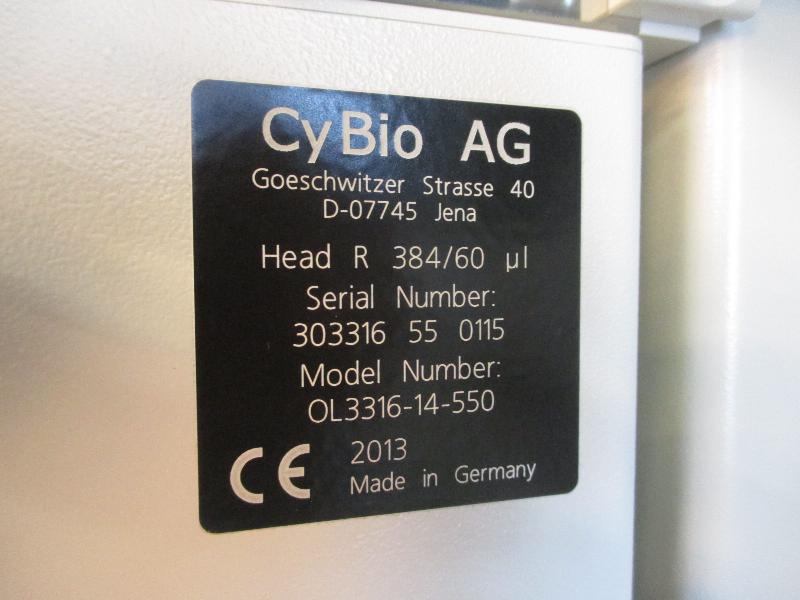 CyBio AG
Goeschwitzer Strasse 40
D-07745 Jena
Head R 384/60 µl
Serial Number:
303316 55 0115
Model Number:
OL3316-14-550
CE 2013
Made in Germany